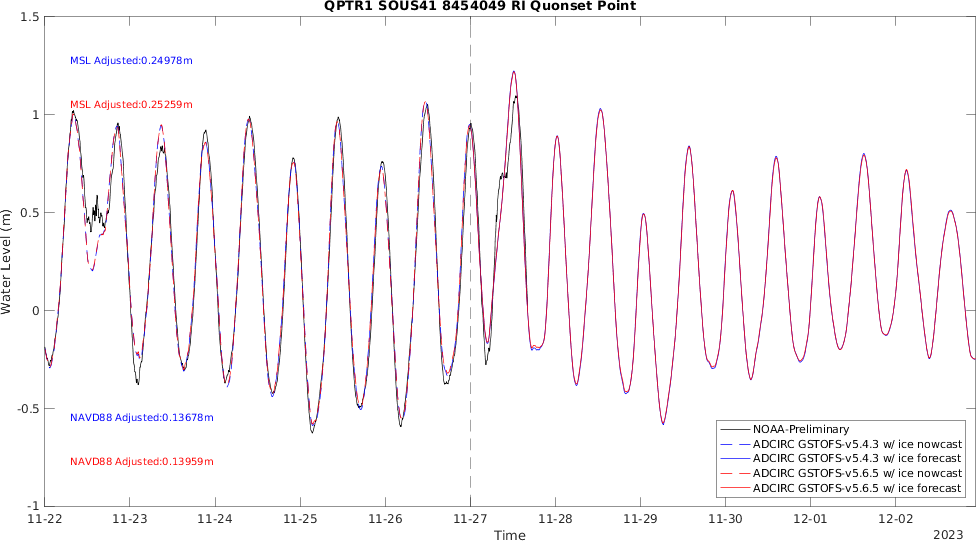 QPTR1 SOUS41 8454049 RI Quonset Point
1.5
1
0.5
0
-0.5
-1
Water Level (m)
MSL Adjusted:0.24978m
MSL Adjusted:0.25259m
NAVD88 Adjusted:0.13678m
NAVD88 Adjusted:0.13959m
NOAA-Preliminary
ADCIRC GSTOFS-v5.4.3 w/ ice nowcast
ADCIRC GSTOFS-v5.4.3 w/ ice forecast
ADCIRC GSTOFS-v5.6.5 w/ ice nowcast
ADCIRC GSTOFS-v5.6.5 w/ ice forecast
11-22 11-23 11-24 11-25 11-26 11-27 11-28 11-29 11-30 12-01 12-02
Time
2023